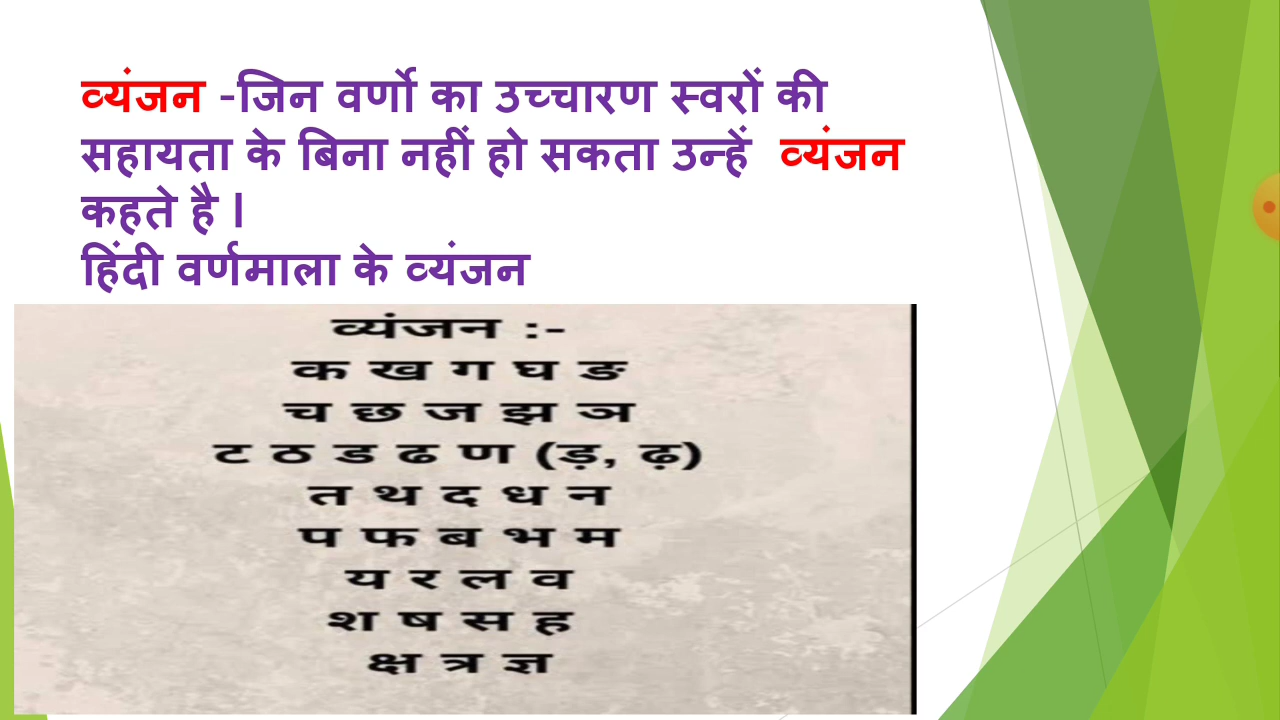 व्यंजन -जिन वर्णो का उच्चारण स्वरों की
सहायता के बिना नहीं हो सकता उन्हें व्यंजन
कहते है l
हिंदी वर्णमाला के व्यंजन
व्यंजन :-
क ख ग घ ङ
च छ ज झ ञ
ट ठ ड ढ ण (ड़, ढ़)
त थ द ध न
प फ ब भ म
य र ल व
श ष स ह
क्ष त्र ज्ञ